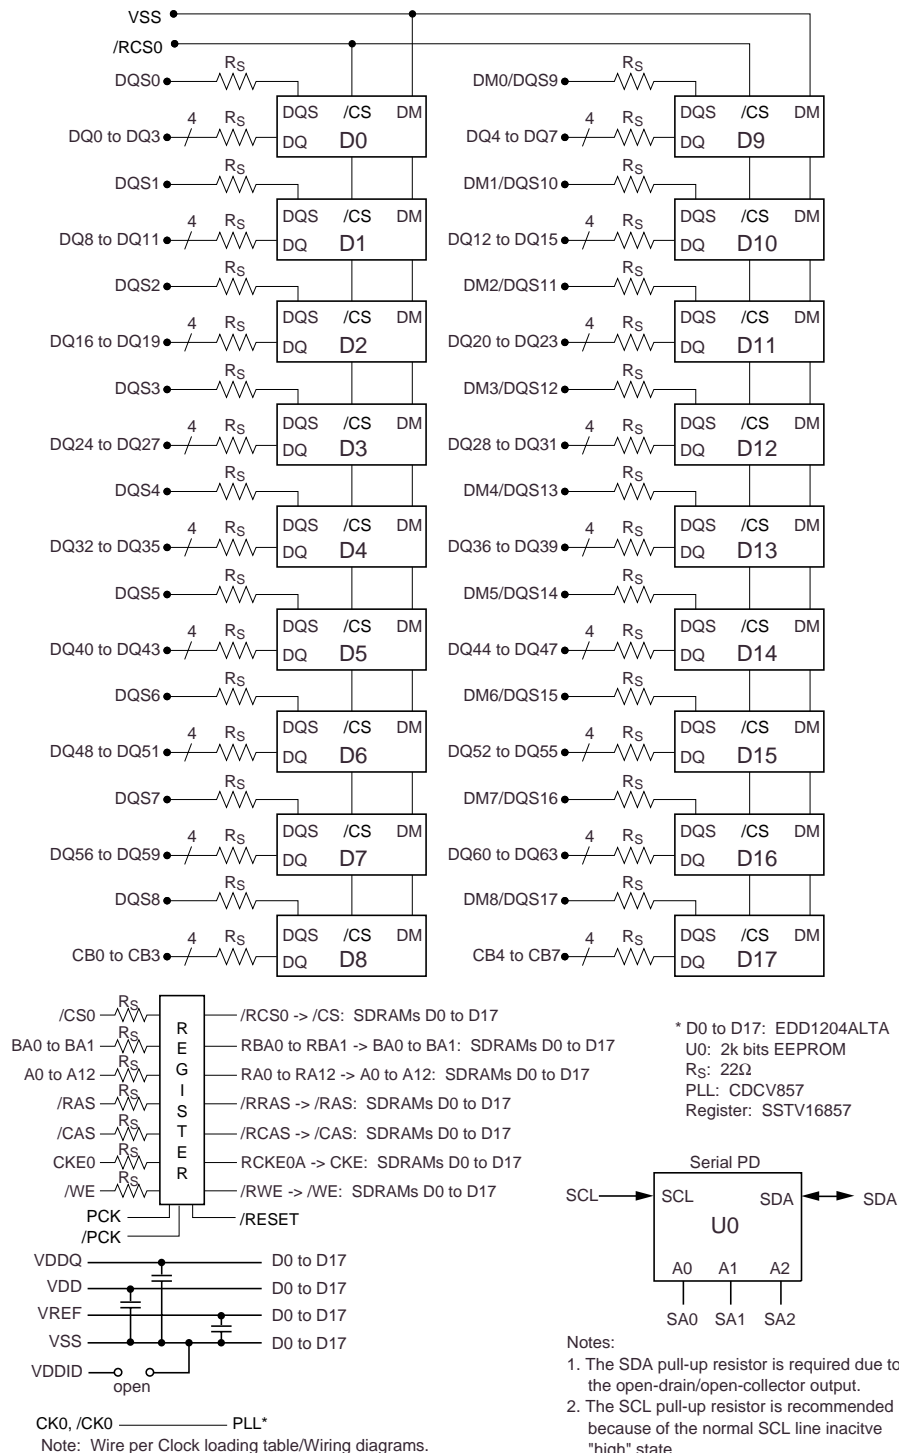 VSS
/RCS0
RS
DQS0
RS
DM0/DQS9
DQS /CS DM
DQS /CS DM
4 RS
DQ0 to DQ3
DQ D0
4 RS
DQ4 to DQ7
DQ D9
RS
DQS1
RS
DM1/DQS10
DQS /CS DM
DQS /CS DM
4 RS
DQ8 to DQ11
DQ D1
4 RS
DQ12 to DQ15
DQ D10
RS
DQS2
RS
DM2/DQS11
DQS /CS DM
DQS /CS DM
4 RS
DQ16 to DQ19
DQ D2
4 RS
DQ20 to DQ23
DQ D11
RS
DQS3
RS
DM3/DQS12
DQS /CS DM
DQS /CS DM
4 RS
DQ24 to DQ27
DQ D3
4 RS
DQ28 to DQ31
DQ D12
RS
DQS4
RS
DM4/DQS13
DQS /CS DM
DQS /CS DM
4 RS
DQ32 to DQ35
DQ D4
4 RS
DQ36 to DQ39
DQ D13
RS
DQS5
RS
DM5/DQS14
DQS /CS DM
DQS /CS DM
4 RS
DQ40 to DQ43
DQ D5
4 RS
DQ44 to DQ47
DQ D14
RS
DQS6
RS
DM6/DQS15
DQS /CS DM
DQS /CS DM
4 RS
DQ48 to DQ51
DQ D6
4 RS
DQ52 to DQ55
DQ D15
RS
DQS7
RS
DM7/DQS16
DQS /CS DM
DQS /CS DM
4 RS
DQ56 to DQ59
DQ D7
4 RS
DQ60 to DQ63
DQ D16
RS
DQS8
RS
DM8/DQS17
DQS /CS DM
DQS /CS DM
4 RS
CB0 to CB3
DQ D8
4 RS
CB4 to CB7
DQ D17
REGISTER
/CS0 RS /RCS0 -> /CS: SDRAMs D0 to D17
BA0 to BA1 RS RBA0 to RBA1 -> BA0 to BA1: SDRAMs D0 to D17
A0 to A12 RS RA0 to RA12 -> A0 to A12: SDRAMs D0 to D17
/RAS RS /RRAS -> /RAS: SDRAMs D0 to D17
/CAS RS /RCAS -> /CAS: SDRAMs D0 to D17
CKE0 RS RCKE0A -> CKE: SDRAMs D0 to D17
/WE RS /RWE -> /WE: SDRAMs D0 to D17
PCK /RESET
/PCK
* D0 to D17: EDD1204ALTA
U0: 2k bits EEPROM
RS: 22Ω
PLL: CDCV857
Register: SSTV16857
Serial PD
SCL SCL SDA SDA
U0
A0 A1 A2
SA0 SA1 SA2
VDDQ D0 to D17
VDD D0 to D17
VREF D0 to D17
VSS D0 to D17
VDDID
open
CK0, /CK0 PLL*
Note: Wire per Clock loading table/Wiring diagrams.
Notes:
1. The SDA pull-up resistor is required due to
the open-drain/open-collector output.
2. The SCL pull-up resistor is recommended
because of the normal SCL line inacitve
"high" state.